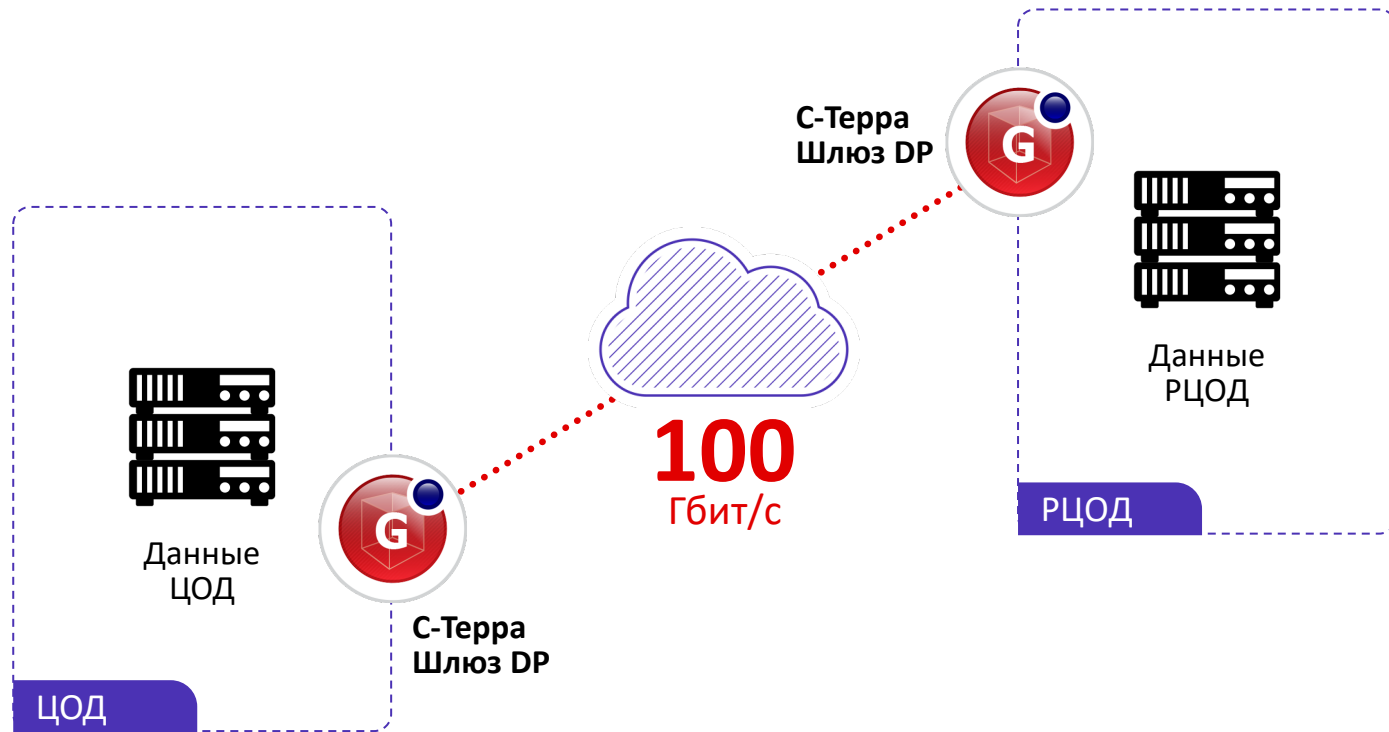 С-Терра
Шлюз DP
G
Данные
РЦОД
РЦОД
100
Гбит/с
Данные
ЦОД
G
С-Терра
Шлюз DP
ЦОД